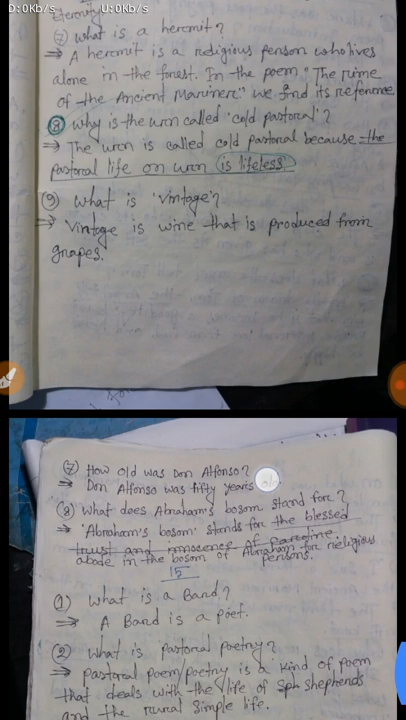 D:0Kb/s U:0Kb/s
Eternity
(7) What is a hermit?
⇒ A hermit is a religious person who lives
alone in the forest. In the poem "The rime
of the Ancient Mariner" we find its reference
(8) Why is the urn called 'cold pastoral'?
⇒ The urn is called cold pastoral because the
pastoral life on urn is lifeless.
(9) What is 'vintage'?
⇒ Vintage is wine that is produced from
grapes.
(7) How old was Don Alfonso?
⇒ Don Alfonso was fifty years old.
(8) What does Abraham's bosom stand for?
⇒ 'Abraham's bosom' stands for the blessed
trust and innocence of
abode in the bosom of Abraham for religious
persons.
15
(1) What is a Bard?
⇒ A Bard is a poet.
(2) What is pastoral poetry?
⇒ Pastoral poem/poetry is a kind of poem
that deals with the life of Sph shepherds
and the rural simple life.